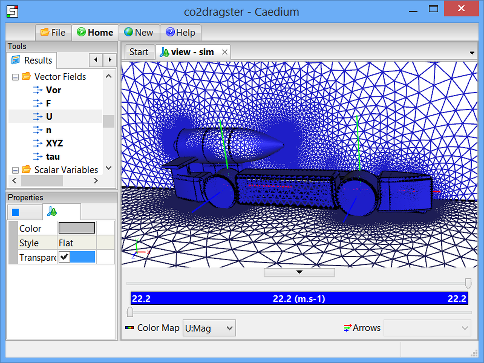 co2dragster - Caedium
File Home New Help
Tools
Results
Start view - sim
Vector Fields
Vor
F
U
n
XYZ
tau
Scalar Variables
Properties
Color
Style Flat
Transpare
22.2 22.2 (m.s-1) 22.2
Color Map U:Mag Arrows